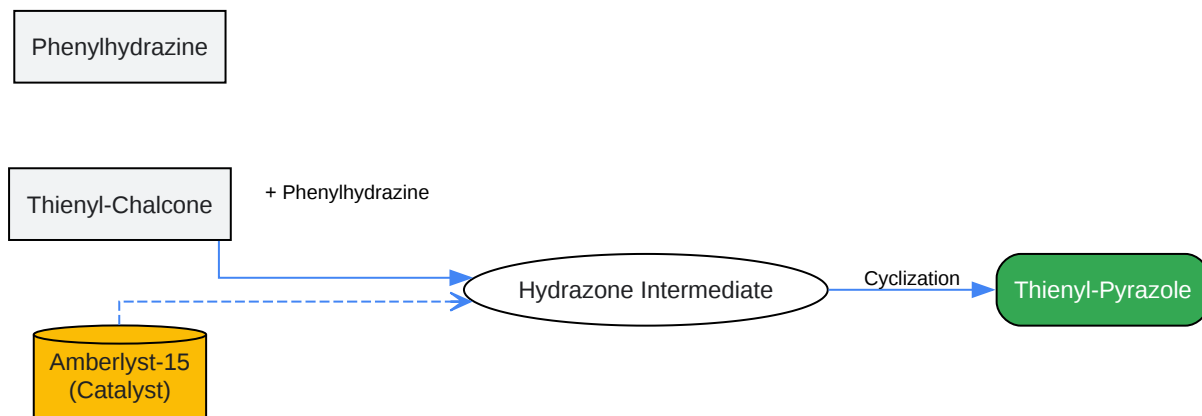 Phenylhydrazine
Thienyl-Chalcone
+ Phenylhydrazine
Hydrazone Intermediate
Cyclization
Thienyl-Pyrazole
Amberlyst-15
(Catalyst)